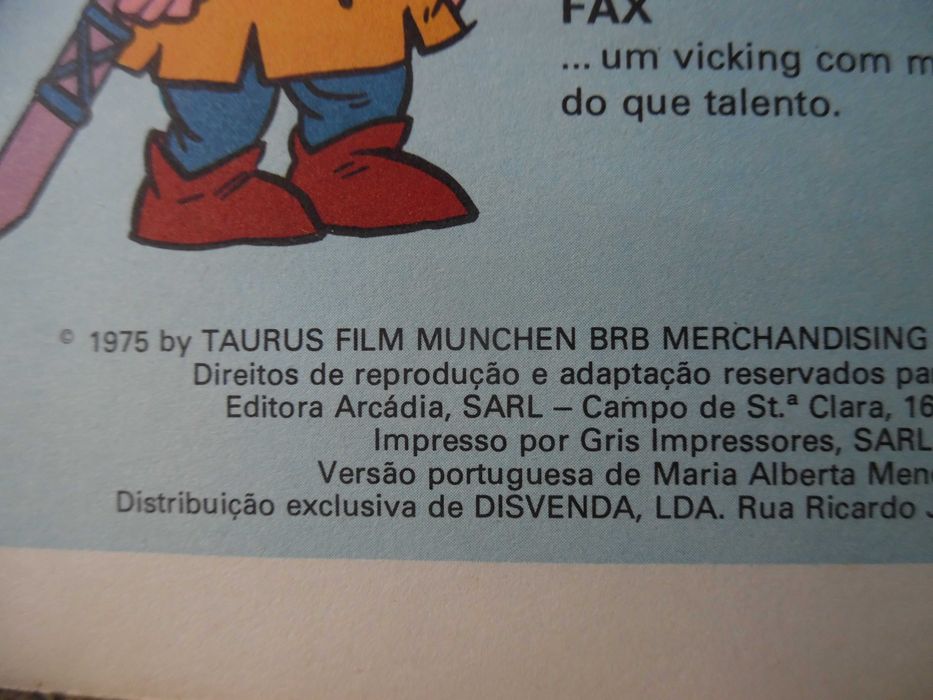 FAX
... um vicking com
do que talento.
© 1975 by TAURUS FILM MUNCHEN BRB MERCHANDISING
Direitos de reprodução e adaptação reservados
Editora Arcádia, SARL – Campo de St.ª Clara, 16
Impresso por Gris Impressores, SARL
Versão portuguesa de Maria Alberta
Distribuição exclusiva de DISVENDA, LDA. Rua Ricardo